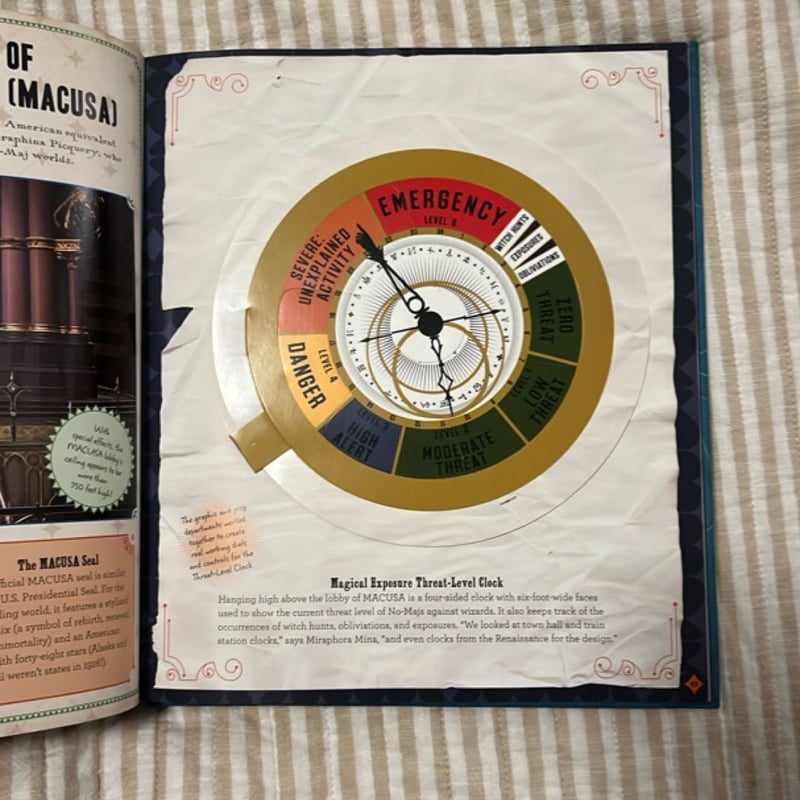 OF
(MACUSA)
American equivalent
raphina Picquery, who
-Maj worlds.
With
special effects, the
MACUSA lobby's
ceiling appears to be
more than
750 feet high!
The MACUSA Seal
ficial MACUSA seal is similar
U.S. Presidential Seal. For the
ling world, it features a stylized
ix (a symbol of rebirth, renewal,
mmortality) and an American
ith forty-eight stars (Alaska and
ii weren't states in 1926!).
EMERGENCY
LEVEL 6
WITCH HUNTS
EXPOSURES
OBLIVIATIONS
ZERO
THREAT
LEVEL 1
LOW
THREAT
LEVEL 2
MODERATE
THREAT
LEVEL 3
HIGH
ALERT
LEVEL 4
DANGER
SEVERE:
UNEXPLAINED
ACTIVITY
The graphic and prop
departments worked
together to create
real working dials
and controls for the
Threat-Level Clock.
Magical Exposure Threat-Level Clock
Hanging high above the lobby of MACUSA is a four-sided clock with six-foot-wide faces
used to show the current threat level of No-Majs against wizards. It also keeps track of the
occurrences of witch hunts, obliviations, and exposures. "We looked at town hall and train
station clocks," says Miraphora Mina, "and even clocks from the Renaissance for the design."